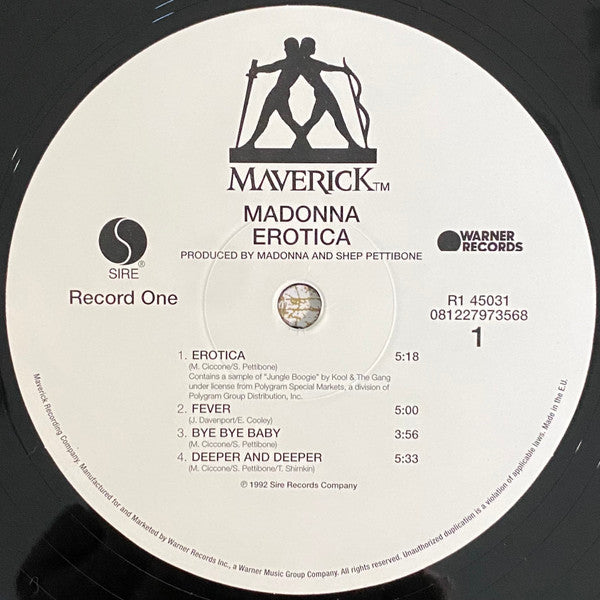 MAVERICK™
MADONNA
EROTICA
PRODUCED BY MADONNA AND SHEP PETTIBONE
S
SIRE®
WARNER
RECORDS
Record One
R1 45031
081227973568
1
1. EROTICA 5:18
(M. Ciccone/S. Pettibone)
Contains a sample of "Jungle Boogie" by Kool & The Gang
under license from Polygram Special Markets, a division of
Polygram Group Distribution, Inc.
2. FEVER 5:00
(J. Davenport/E. Cooley)
3. BYE BYE BABY 3:56
(M. Ciccone/S. Pettibone)
4. DEEPER AND DEEPER 5:33
(M. Ciccone/S. Pettibone/T. Shimkin)
℗ 1992 Sire Records Company
Maverick Recording Company. Manufactured for and Marketed by Warner Records Inc., a Warner Music Group Company. All rights reserved. Unauthorized duplication is a violation of applicable laws. Made in the E.U.